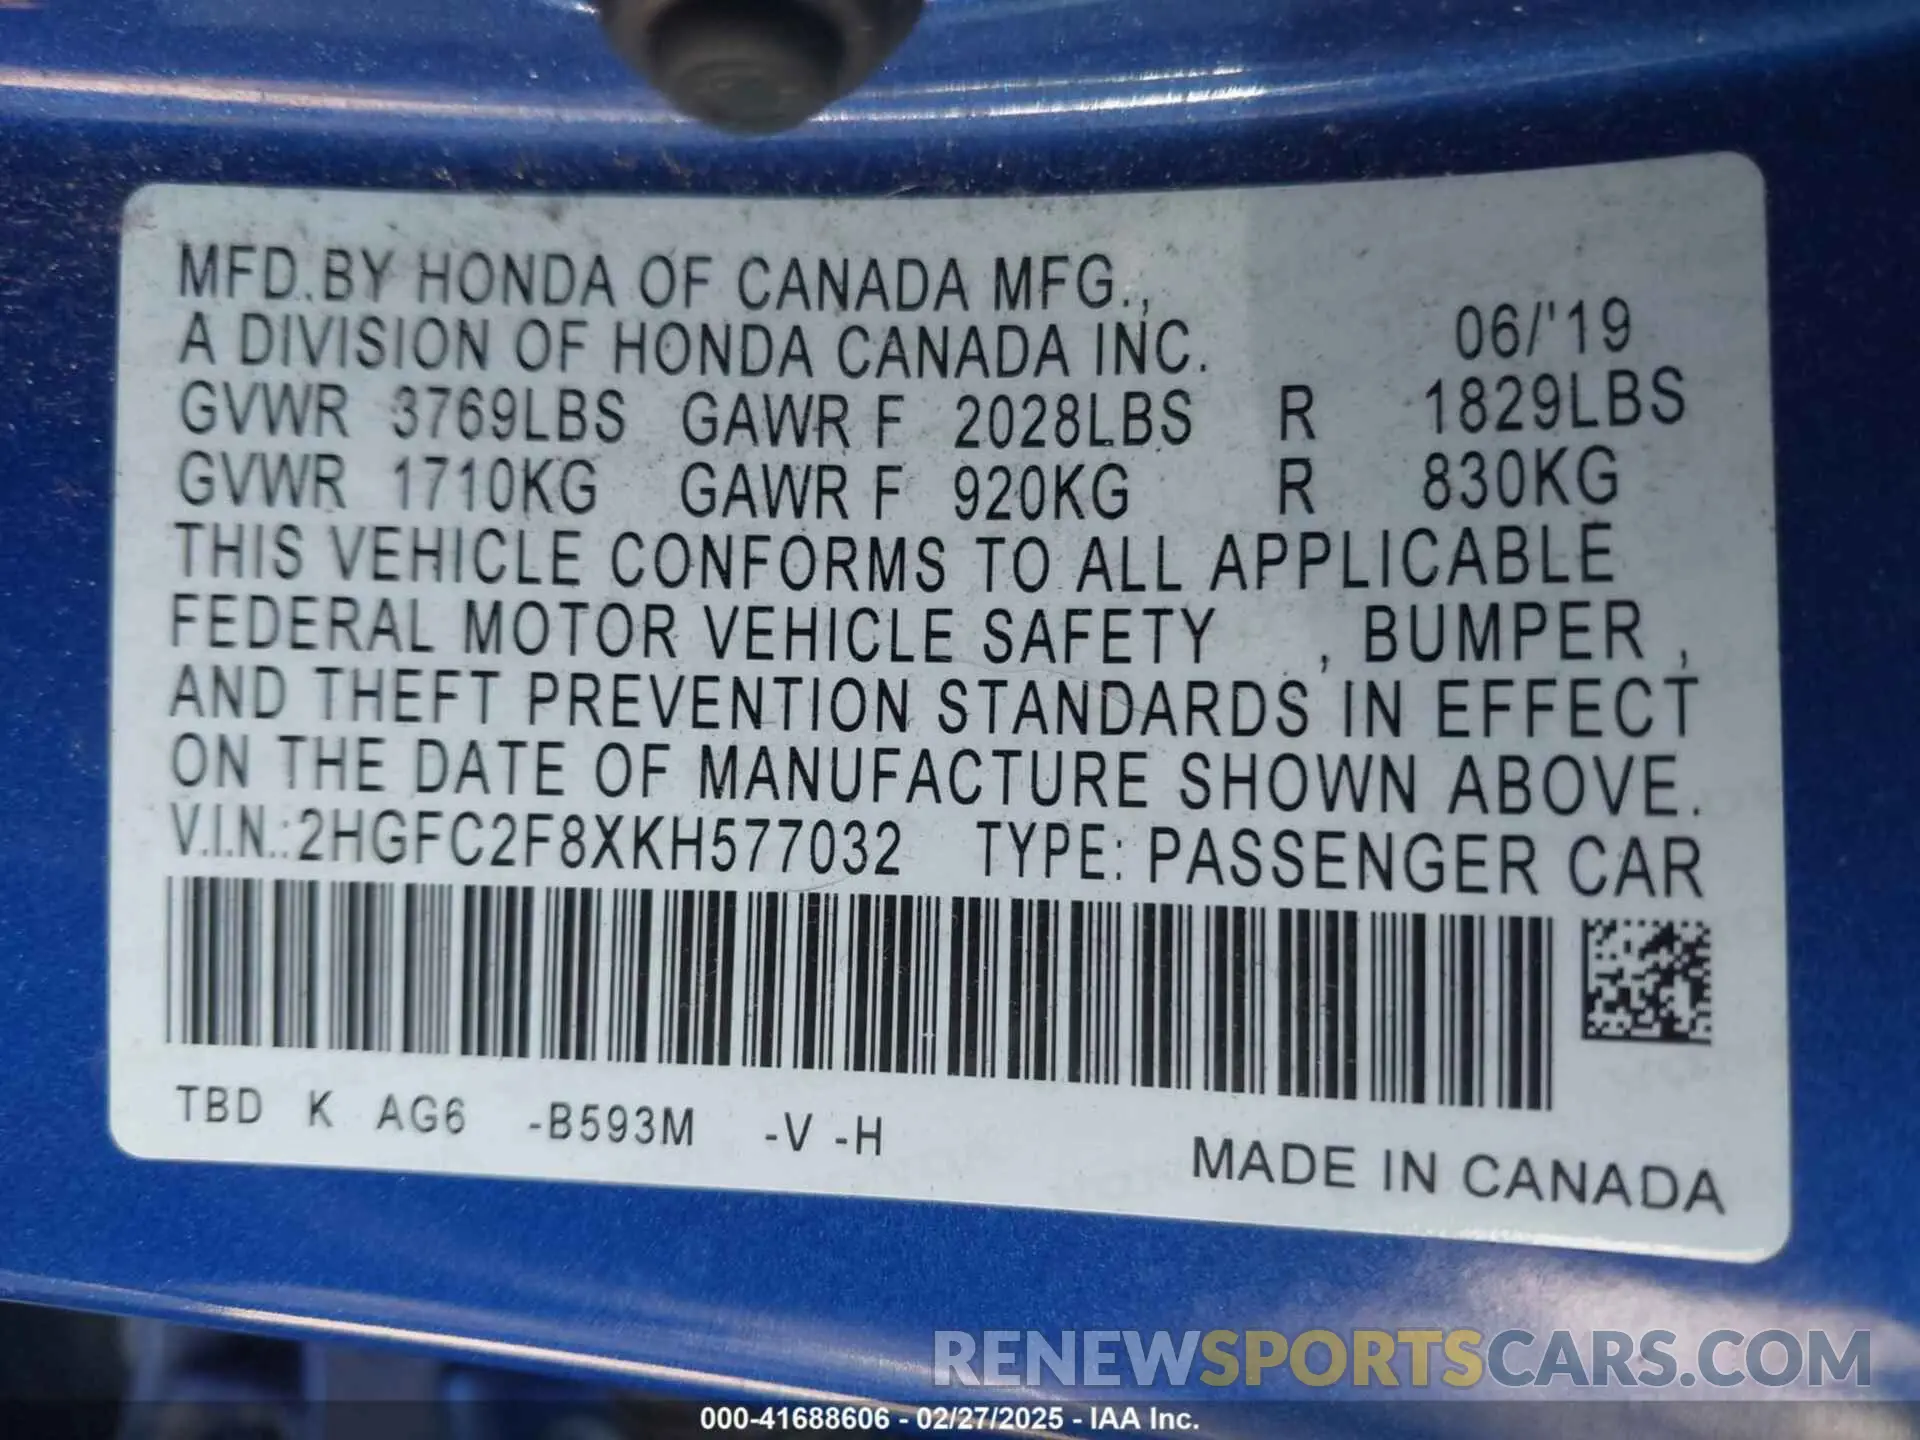 MFD.BY HONDA OF CANADA MFG.,
A DIVISION OF HONDA CANADA INC. 06/'19
GVWR 3769LBS GAWR F 2028LBS R 1829LBS
GVWR 1710KG GAWR F 920KG R 830KG
THIS VEHICLE CONFORMS TO ALL APPLICABLE
FEDERAL MOTOR VEHICLE SAFETY , BUMPER ,
AND THEFT PREVENTION STANDARDS IN EFFECT
ON THE DATE OF MANUFACTURE SHOWN ABOVE.
V.I.N.:2HGFC2F8XKH577032 TYPE: PASSENGER CAR
TBD K AG6 -B593M -V -H
MADE IN CANADA
RENEWSPORTSCARS.COM
000-41688606 - 02/27/2025 - IAA Inc.